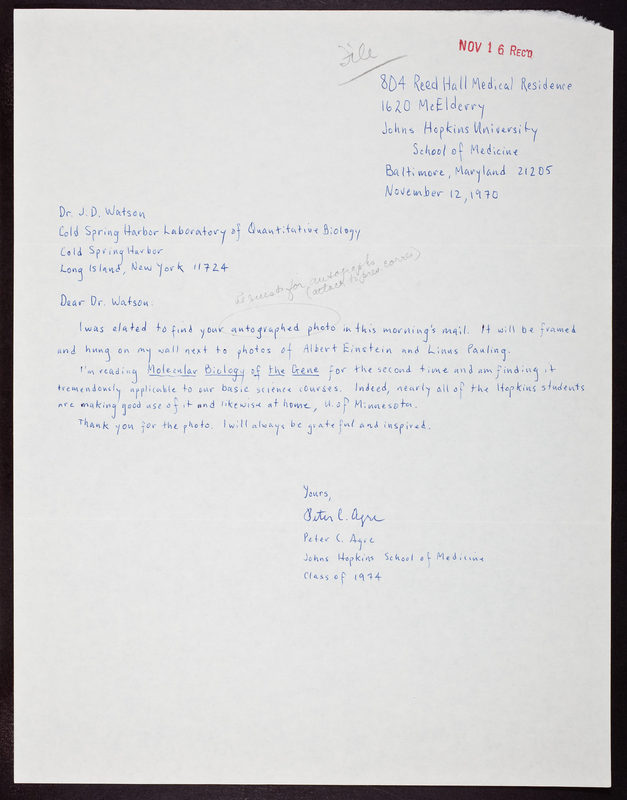 File
NOV 16 REC'D
804 Reed Hall Medical Residence
1620 McElderry
Johns Hopkins University
School of Medicine
Baltimore, Maryland 21205
November 12, 1970
Dr. J.D. Watson
Cold Spring Harbor Laboratory of Quantitative Biology
Cold Spring Harbor
Long Island, New York 11724
Requests for autographs
(attach to prev corres)
Dear Dr. Watson:
I was elated to find your autographed photo in this morning's mail. It will be framed
and hung on my wall next to photos of Albert Einstein and Linus Pauling.
I'm reading Molecular Biology of the Gene for the second time and am finding it
tremendously applicable to our basic science courses. Indeed, nearly all of the Hopkins students
are making good use of it and likewise at home, U. of Minnesota.
Thank you for the photo. I will always be grateful and inspired.
Yours,
Peter C. Agre
Peter C. Agre
Johns Hopkins School of Medicine
Class of 1974